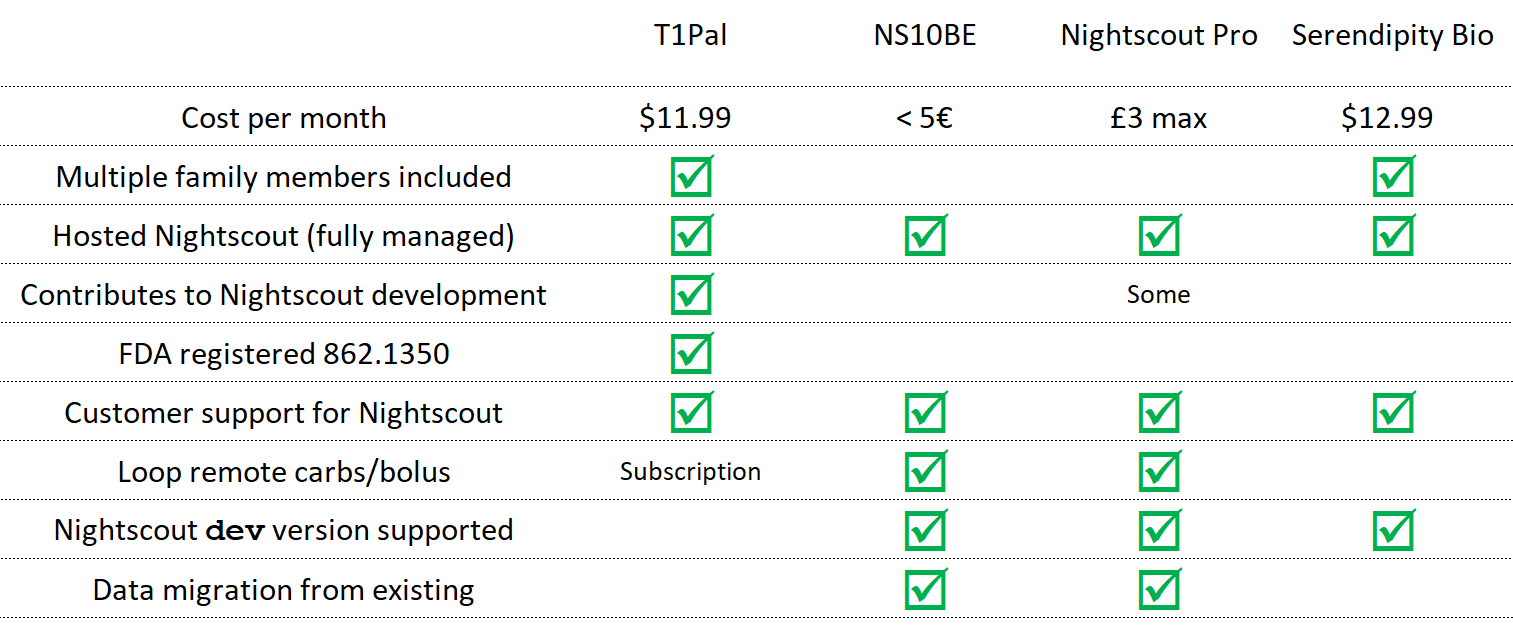 T1Pal NS10BE Nightscout Pro Serendipity Bio
Cost per month $11.99 < 5€ £3 max $12.99
Multiple family members included
Hosted Nightscout (fully managed)
Contributes to Nightscout development Some
FDA registered 862.1350
Customer support for Nightscout
Loop remote carbs/bolus Subscription
Nightscout dev version supported
Data migration from existing